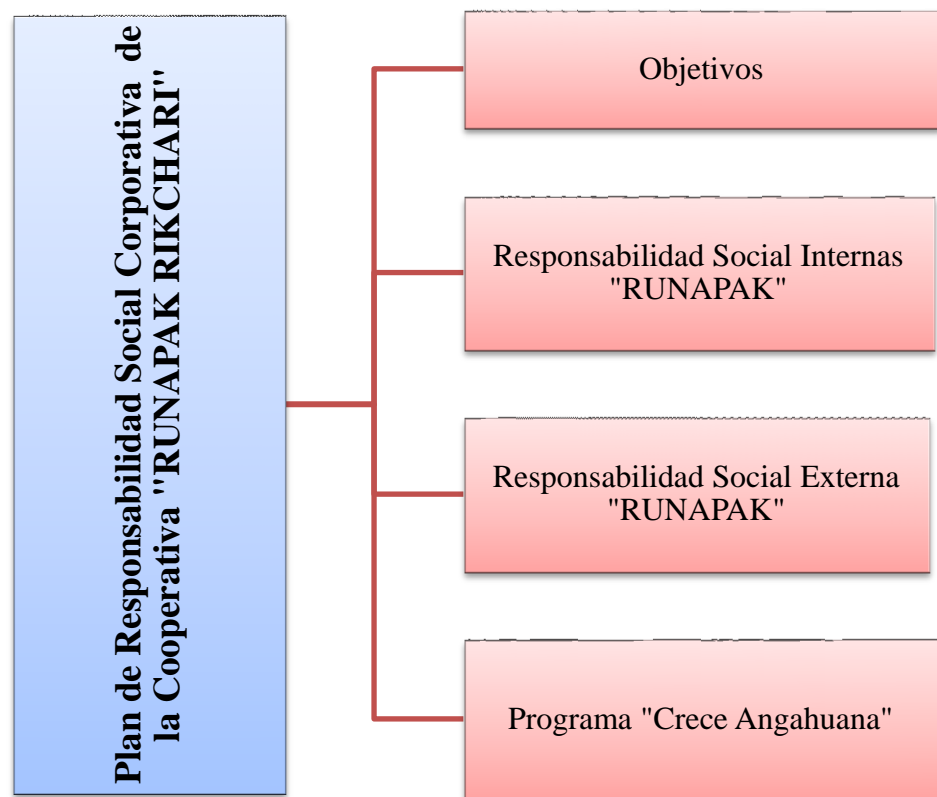 Plan de Responsabilidad Social Corporativa de
la Cooperativa "RUNAPAK RIKCHARI"
Objetivos
Responsabilidad Social Internas
"RUNAPAK"
Responsabilidad Social Externa
"RUNAPAK"
Programa "Crece Angahuana"